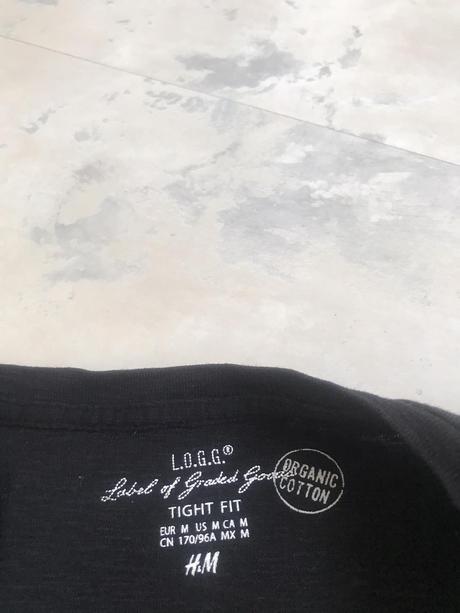 L.O.G.G.®
Label of Graded Goods
ORGANIC
COTTON
TIGHT FIT
EUR M US M CA M
CN 170/96A MX M
H&M